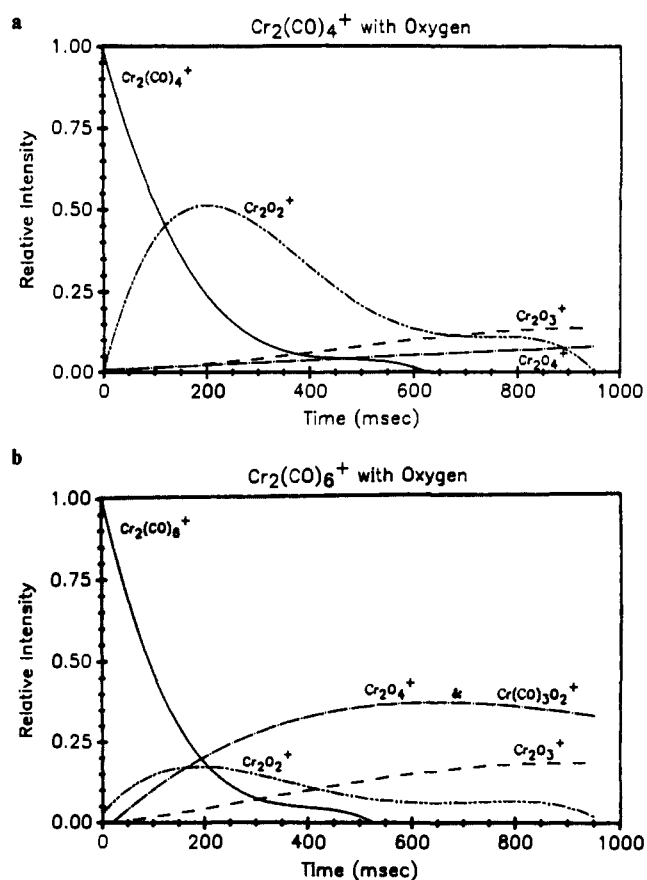 a
Cr₂(CO)₄⁺ with Oxygen
1.00
0.75
0.50
0.25
0.00
Relative Intensity
Cr₂(CO)₄⁺
Cr₂O₂⁺
Cr₂O₃⁺
Cr₂O₄⁺
0 200 400 600 800 1000
Time (msec)
b
Cr₂(CO)₆⁺ with Oxygen
1.00
0.75
0.50
0.25
0.00
Relative Intensity
Cr₂(CO)₆⁺
Cr₂O₄⁺ & Cr(CO)₃O₂⁺
Cr₂O₂⁺
Cr₂O₃⁺
0 200 400 600 800 1000
Time (msec)